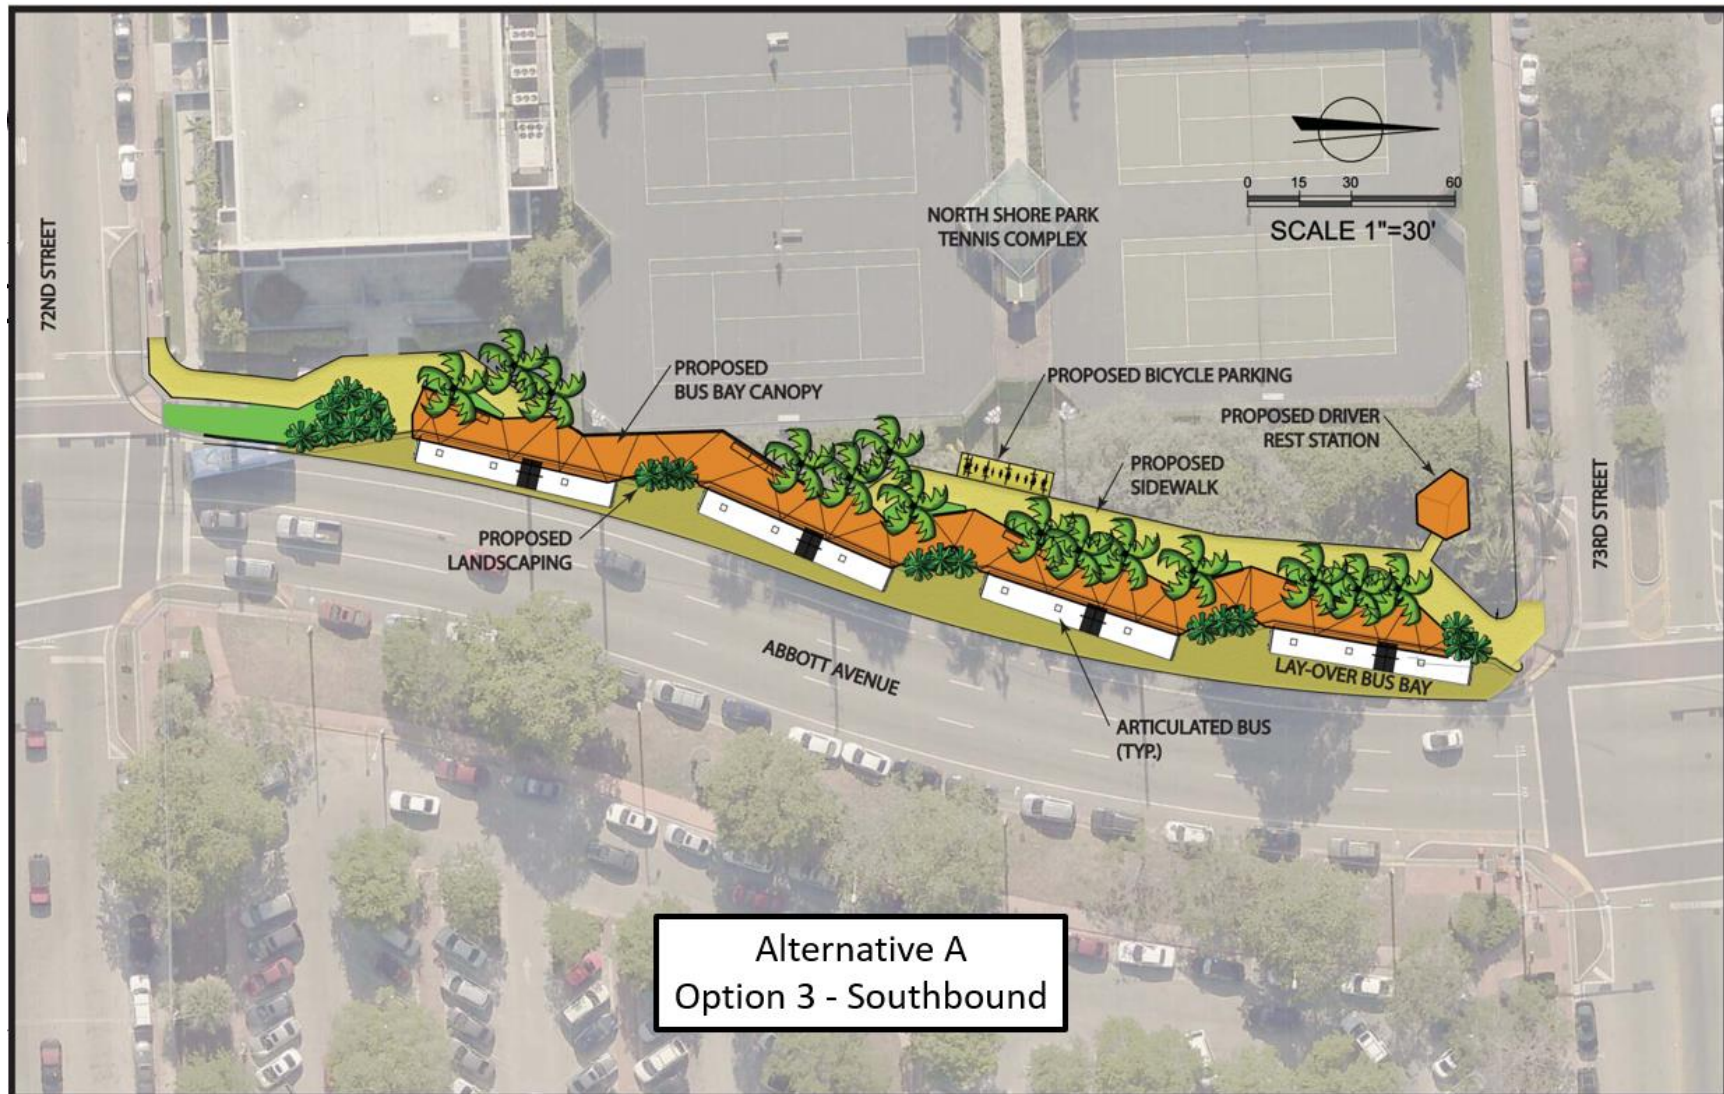 0 15 30 60
SCALE 1"=30'
NORTH SHORE PARK
TENNIS COMPLEX
72ND STREET
PROPOSED
BUS BAY CANOPY
PROPOSED BICYCLE PARKING
PROPOSED DRIVER
REST STATION
PROPOSED
SIDEWALK
73RD STREET
PROPOSED
LANDSCAPING
ABBOTT AVENUE
LAY-OVER BUS BAY
ARTICULATED BUS
(TYP.)
Alternative A
Option 3 - Southbound